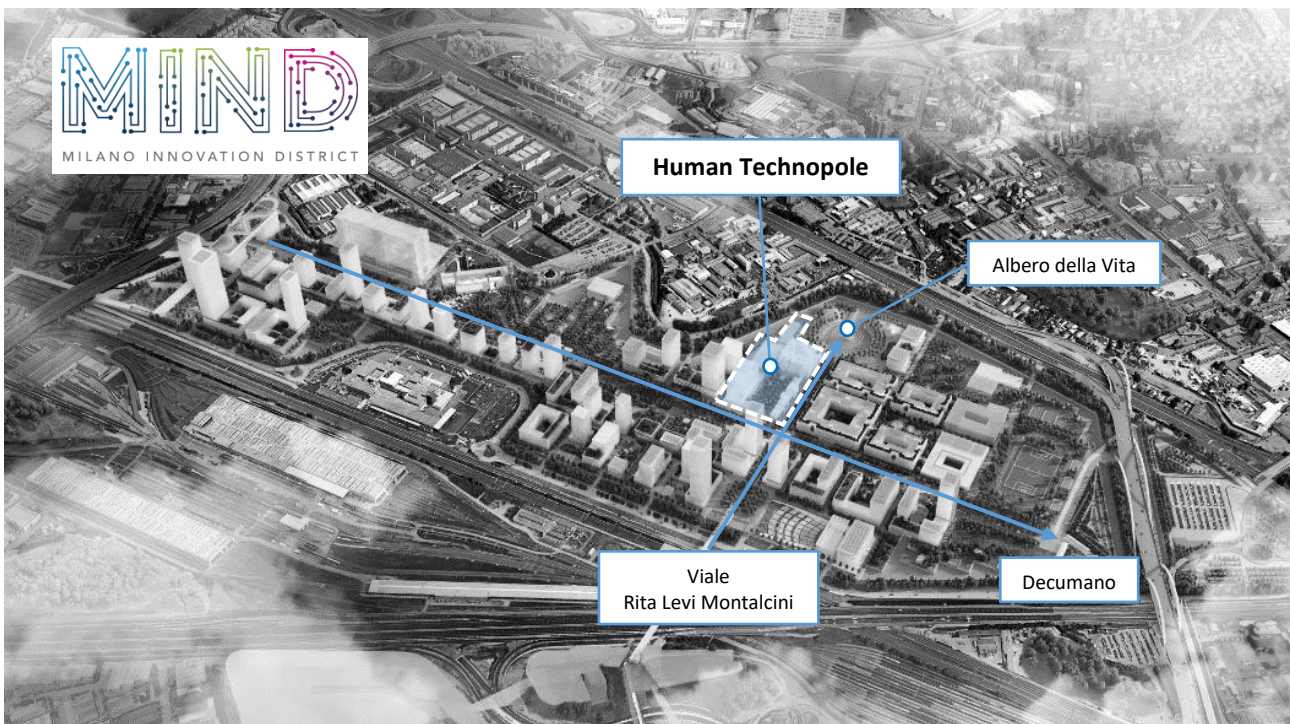 MIND
MILANO INNOVATION DISTRICT
Human Technopole
Albero della Vita
Viale
Rita Levi Montalcini
Decumano